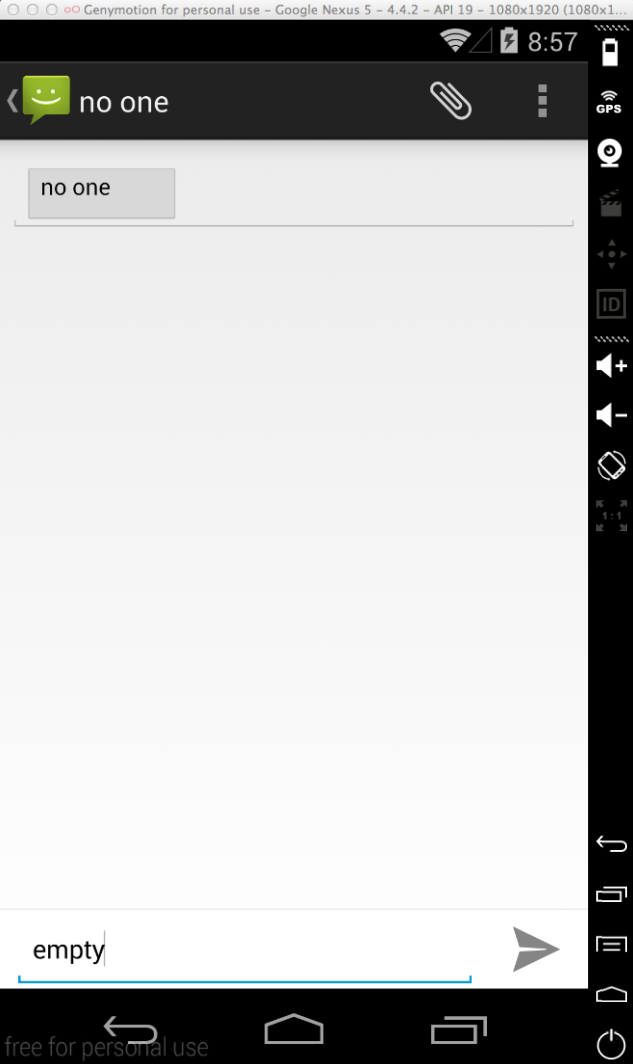 Genymotion for personal use – Google Nexus 5 – 4.4.2 – API 19 – 1080x1920 (1080x1...
8:57
no one
GPS
no one
ID
1:1
empty
free for personal use